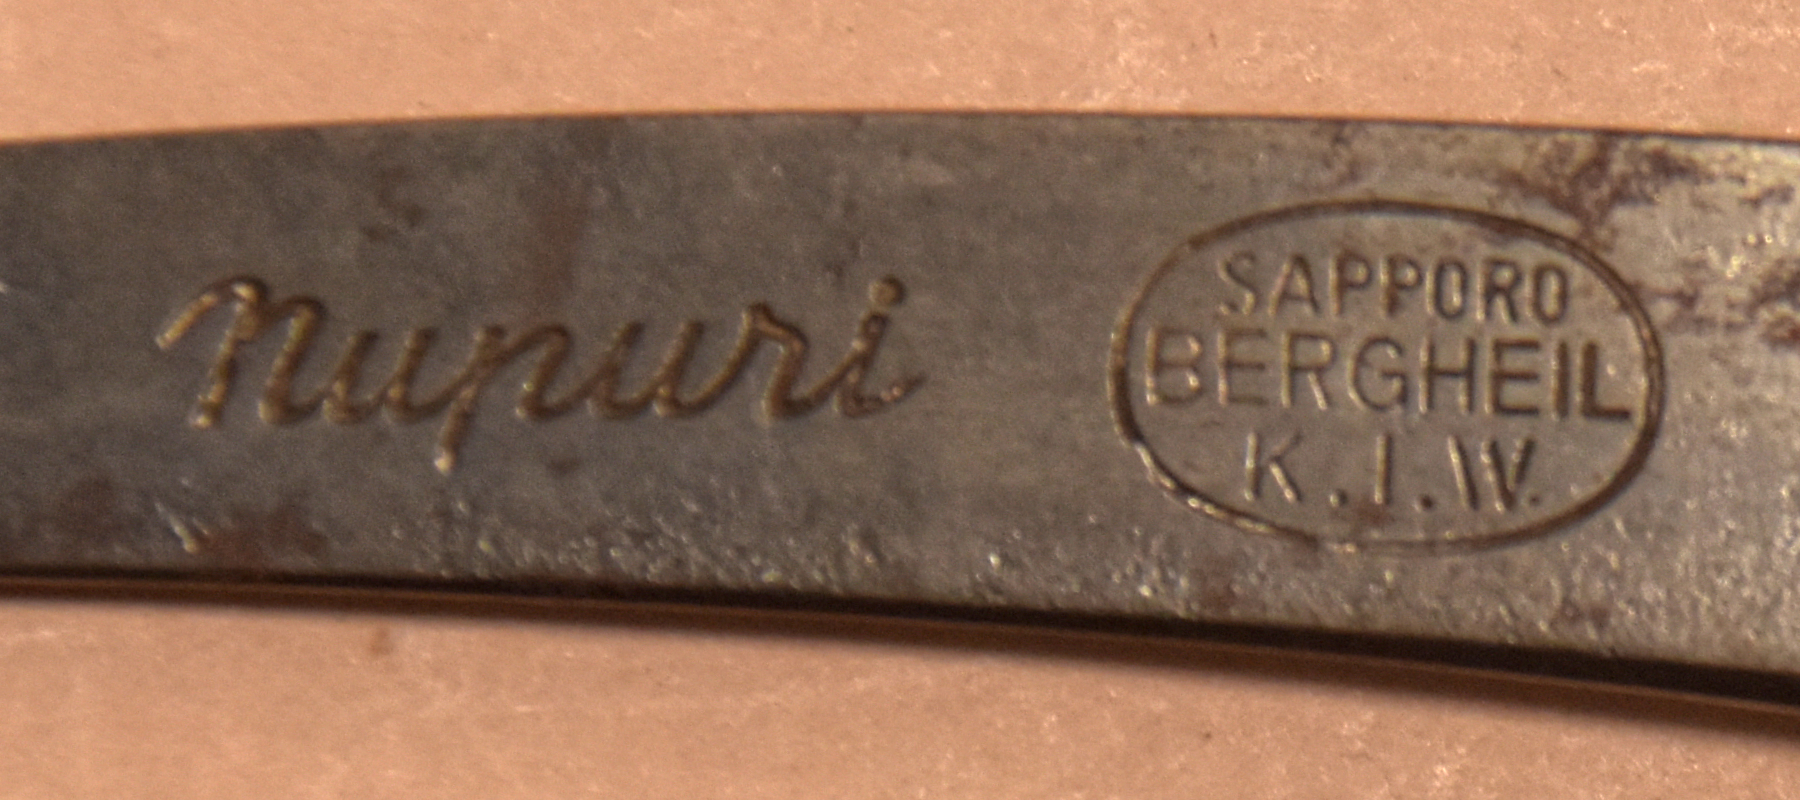 nupuri
SAPPORO
BERGHEIL
K.I.W.